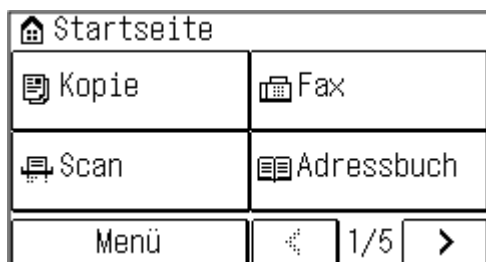 Startseite
Kopie
Fax
Scan
Adressbuch
Menü
1/5